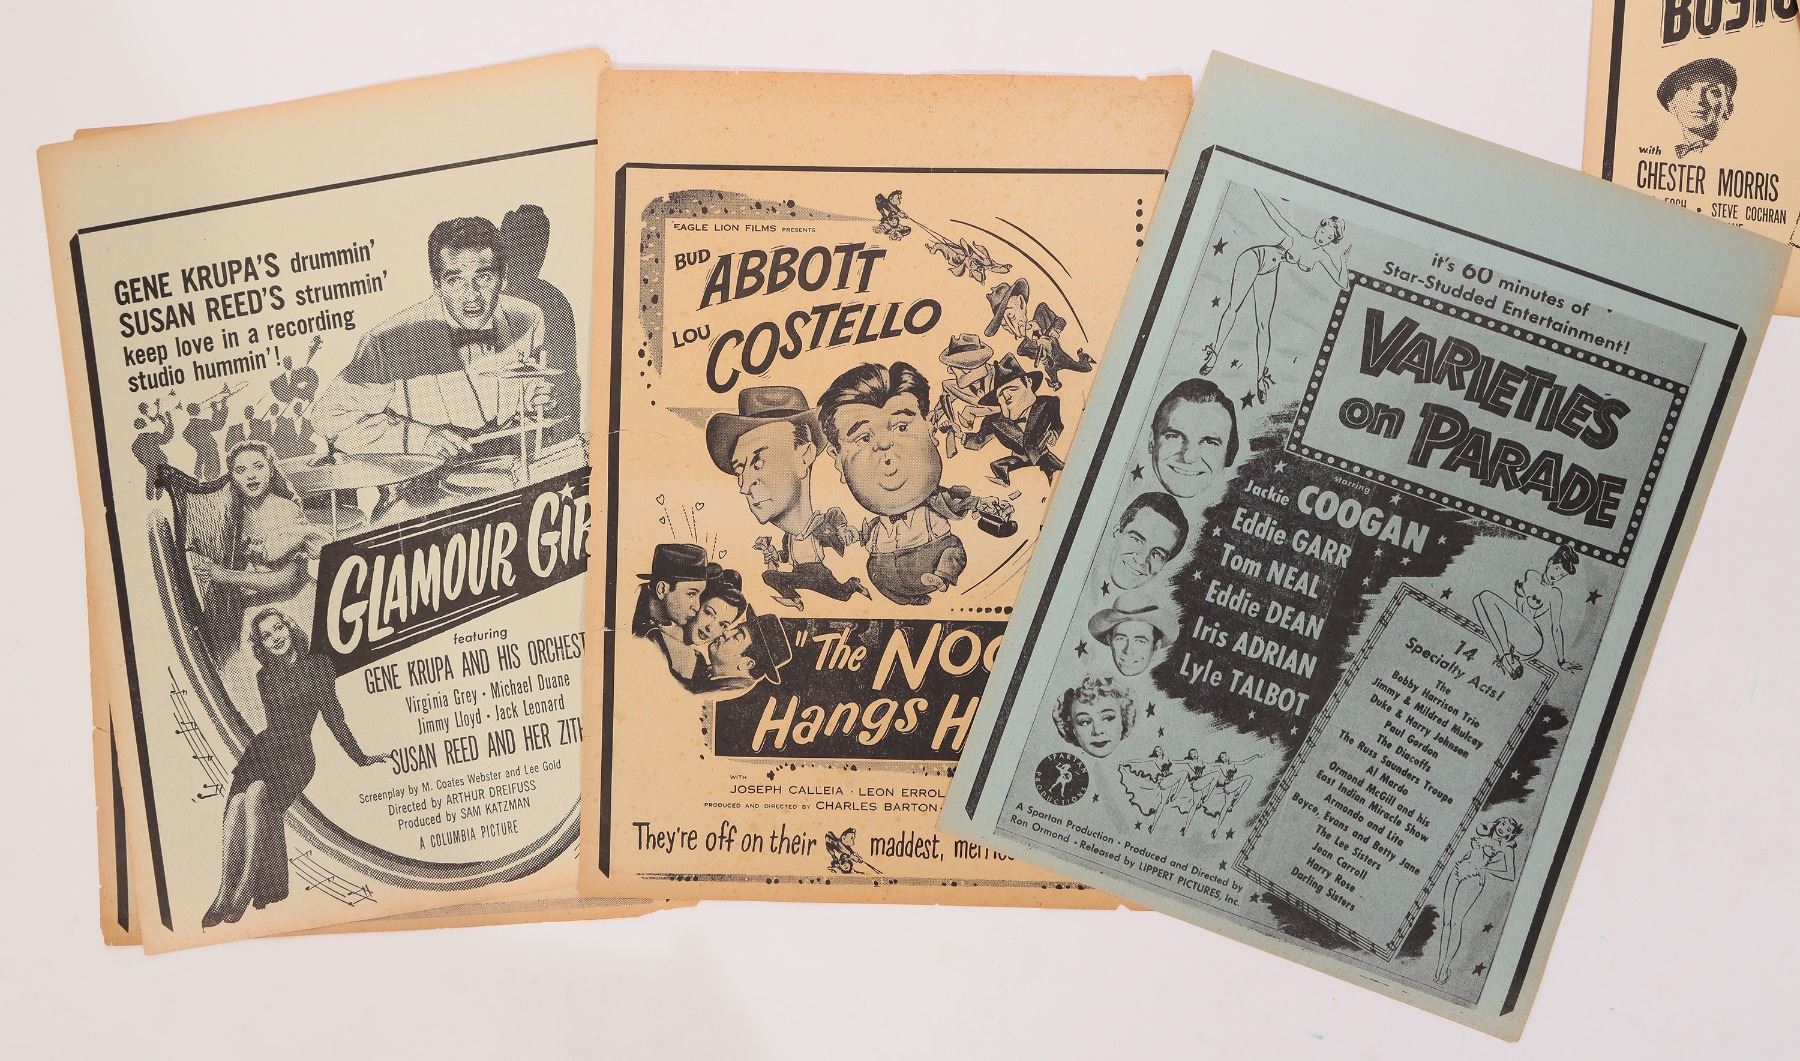 GENE KRUPA'S drummin'
SUSAN REED'S strummin'
keep love in a recording
studio hummin'!
GLAMOUR GIR
featuring
GENE KRUPA AND HIS ORCHEST
Virginia Grey • Michael Duane
Jimmy Lloyd • Jack Leonard
SUSAN REED AND HER ZITH
Screenplay by M. Coates Webster and Lee Gold
Directed by ARTHUR DREIFUSS
Produced by SAM KATZMAN
A COLUMBIA PICTURE
EAGLE LION FILMS PRESENTS
BUD ABBOTT
LOU COSTELLO
"The NOO
Hangs H
WITH
JOSEPH CALLEIA · LEON ERROL
PRODUCED AND DIRECTED BY CHARLES BARTON
They're off on their maddest,
it's 60 minutes of
Star-Studded Entertainment!
VARIETIES
on PARADE
starring
Jackie COOGAN
Eddie GARR
Tom NEAL
Eddie DEAN
Iris ADRIAN
Lyle TALBOT
14
Specialty Acts!
The
Bobby Harrison Trio
Jimmy & Mildred Mulcay
Duke & Harry Johnson
Paul Gordon
The Diacoffs
The Russ Saunders Troupe
Al Mardo
Ormond McGill and his
East Indian Miracle Show
Armando and Lita
Boyce, Evans and Betty Jane
The Lee Sisters
Jean Carroll
Harry Rose
Darling Sisters
SPARTAN PRODUCTIONS
A Spartan Production • Produced and Directed by
Ron Ormond • Released by LIPPERT PICTURES, Inc.
with
CHESTER MORRIS
• STEVE COCHRAN